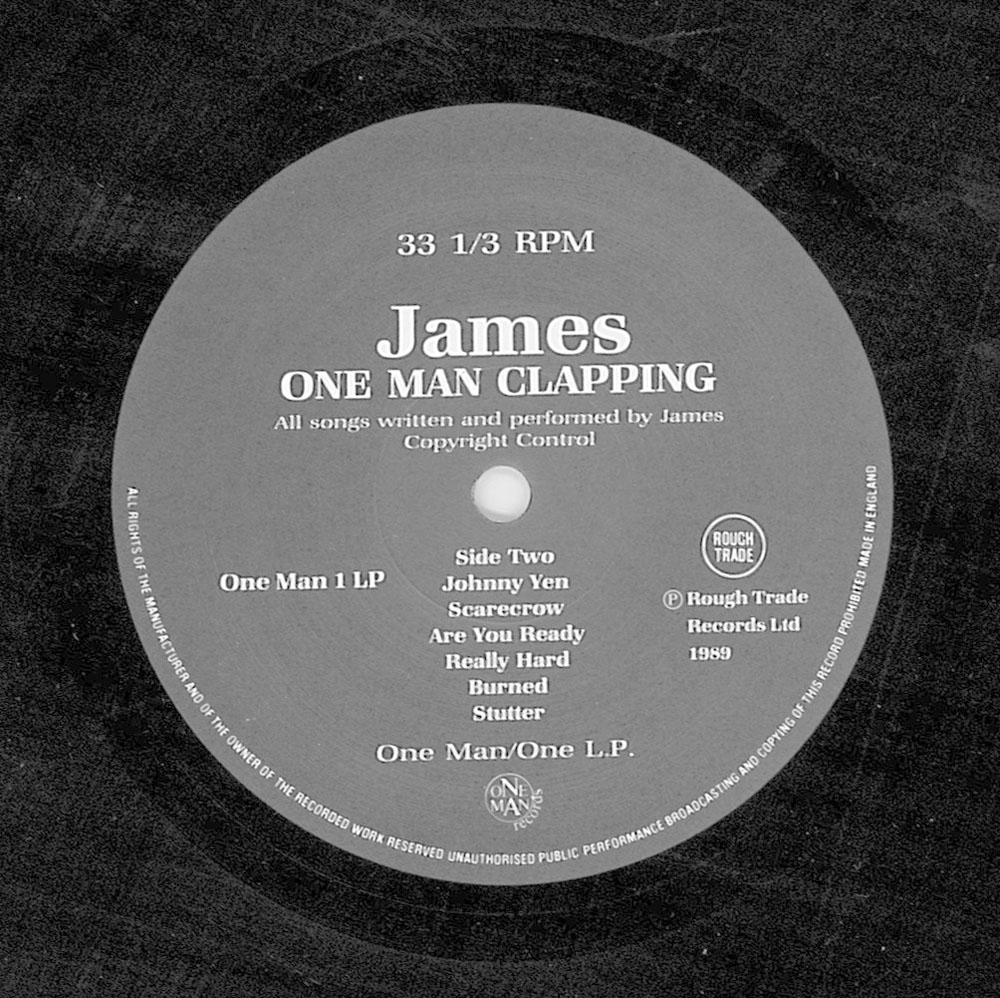 33 1/3 RPM
James
ONE MAN CLAPPING
All songs written and performed by James
Copyright Control
Side Two
Johnny Yen
Scarecrow
Are You Ready
Really Hard
Burned
Stutter
One Man 1 LP
ROUGH
TRADE
Ⓟ Rough Trade
Records Ltd
1989
One Man/One L.P.
ONE
MAN
records
ALL RIGHTS OF THE MANUFACTURER AND OF THE OWNER OF THE RECORDED WORK RESERVED UNAUTHORISED PUBLIC PERFORMANCE BROADCASTING AND COPYING OF THIS RECORD PROHIBITED MADE IN ENGLAND